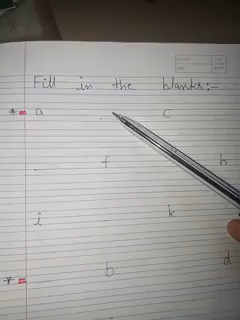 Fill in the blanks:-
* = a ... c
... f h
i k
d
* = b